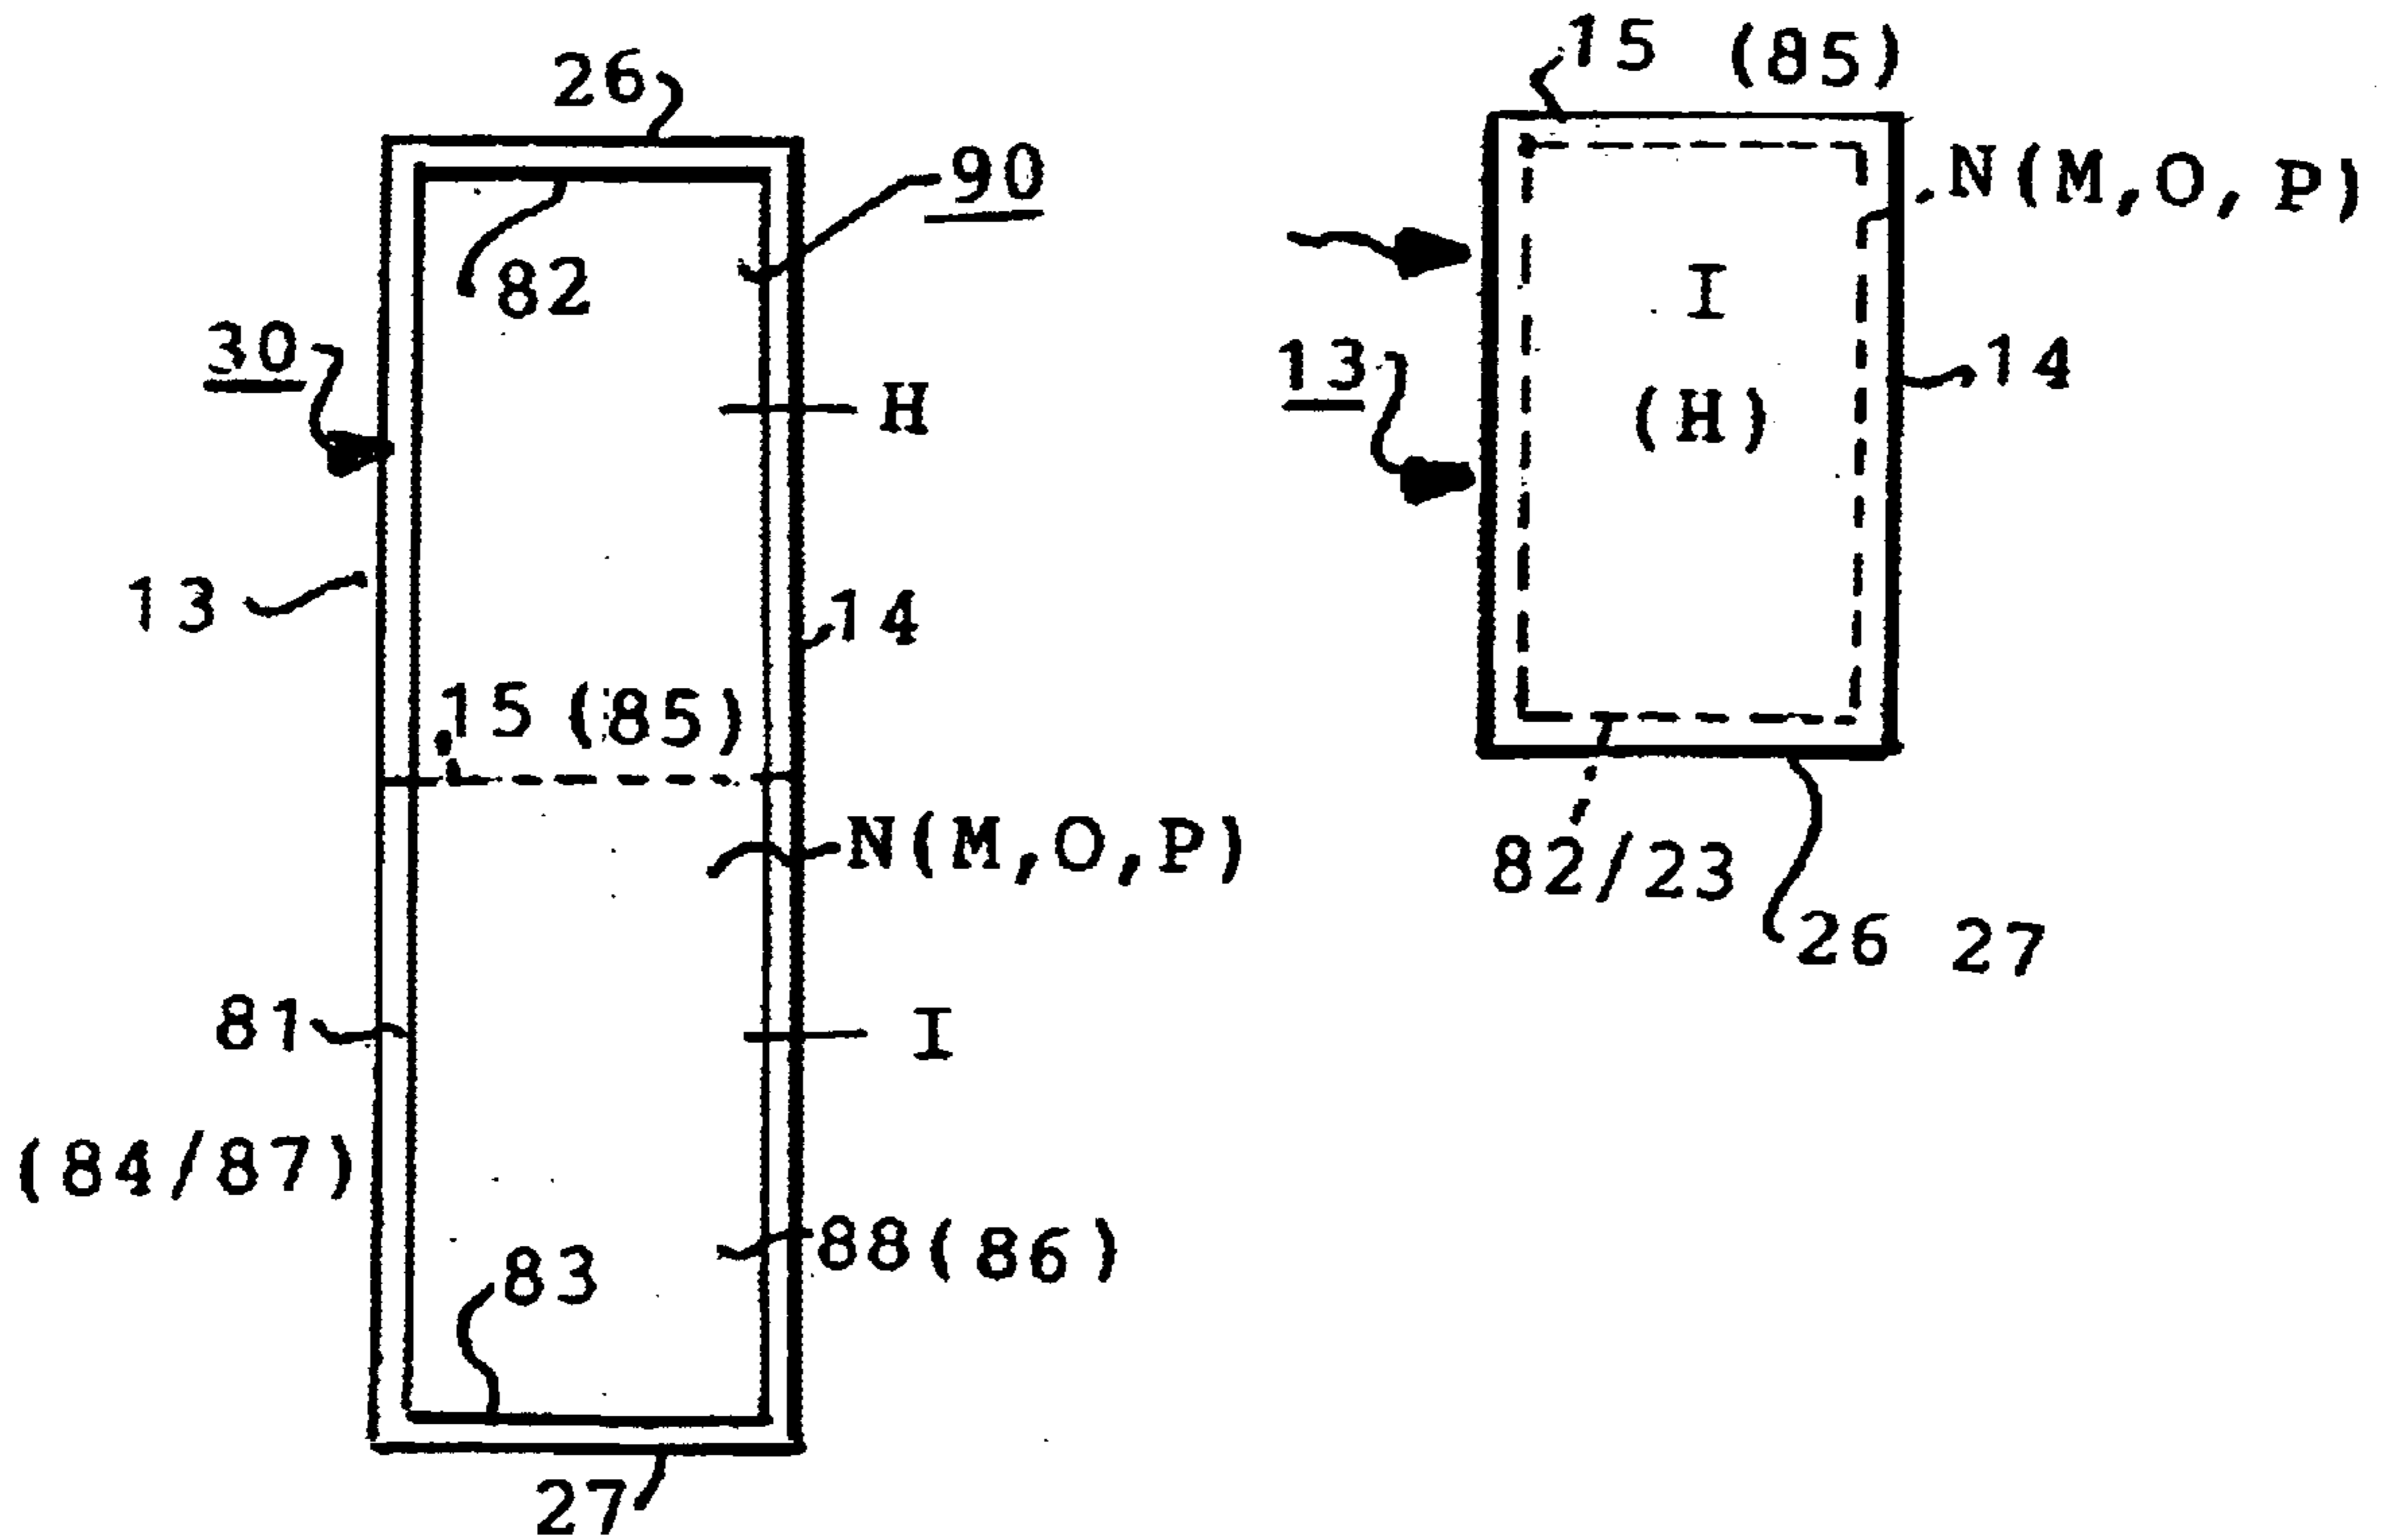 26
90
82
30
H
13
14
15 (85)
N(M,O,P)
81
I
(84/87)
88(86)
83
27
15 (85)
N(M,O,P)
I
13
14
(H)
82/23
26 27